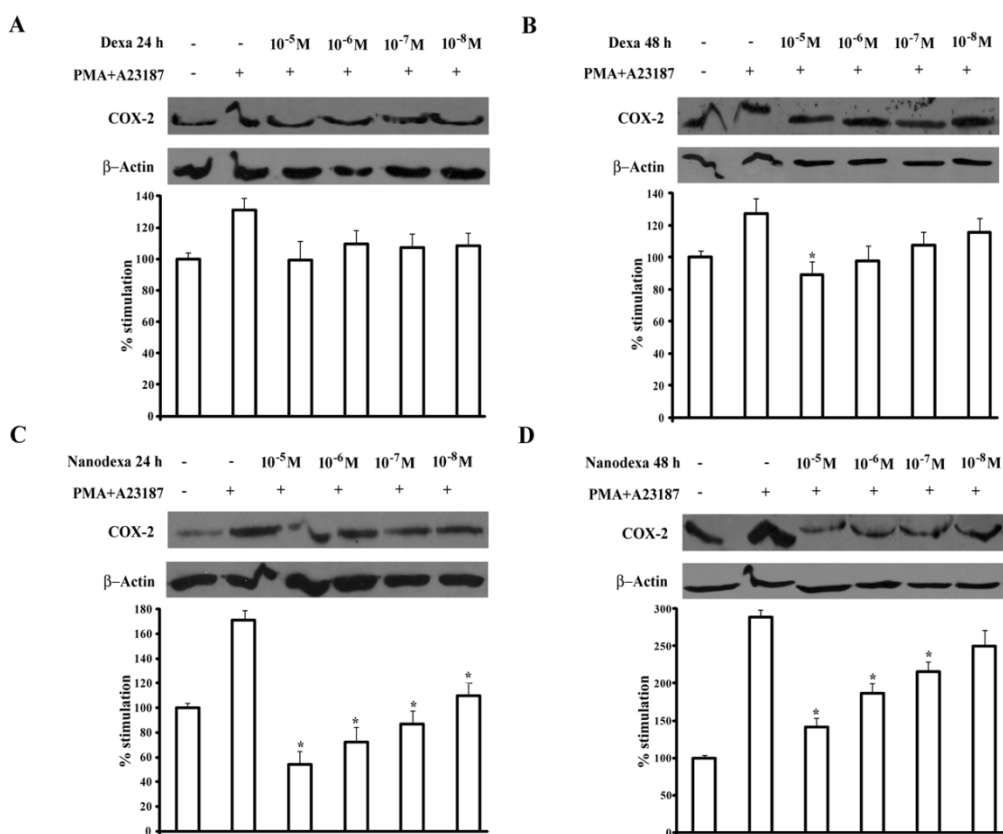 A
Dexa 24 h - - 10⁻⁵M 10⁻⁶M 10⁻⁷M 10⁻⁸M
PMA+A23187 - + + + + +
COX-2
β–Actin
140
120
100
80
60
40
20
0
% stimulation
B
Dexa 48 h - - 10⁻⁵M 10⁻⁶M 10⁻⁷M 10⁻⁸M
PMA+A23187 - + + + + +
COX-2
β–Actin
140
120
100
80
60
40
20
0
% stimulation
*
C
Nanodexa 24 h - - 10⁻⁵M 10⁻⁶M 10⁻⁷M 10⁻⁸M
PMA+A23187 - + + + + +
COX-2
β–Actin
180
160
140
120
100
80
60
40
20
0
% stimulation
* * * *
D
Nanodexa 48 h - - 10⁻⁵M 10⁻⁶M 10⁻⁷M 10⁻⁸M
PMA+A23187 - + + + + +
COX-2
β–Actin
300
250
200
150
100
50
0
% stimulation
* * *